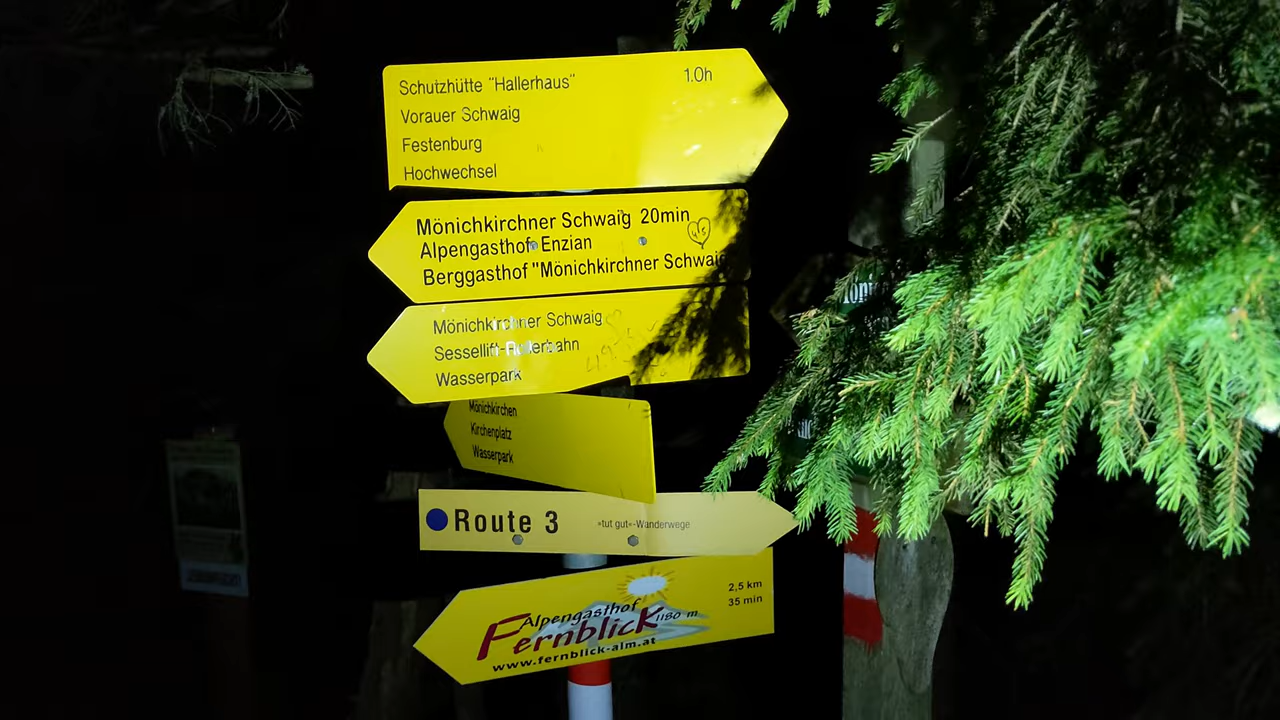 Schutzhütte "Hallerhaus" 1.0h
Vorauer Schwaig
Festenburg
Hochwechsel
Mönichkirchner Schwaig 20min
Alpengasthof Enzian
Berggasthof "Mönichkirchner Schwaig
Mönichkirchner Schwaig
Sessellift-Rollerbahn
Wasserpark
Mönichkirchen
Kirchenplatz
Wasserpark
Route 3 »tut gut«-Wanderwege
2,5 km
35 min
Alpengasthof
Fernblick 1180 m
www.fernblick-alm.at